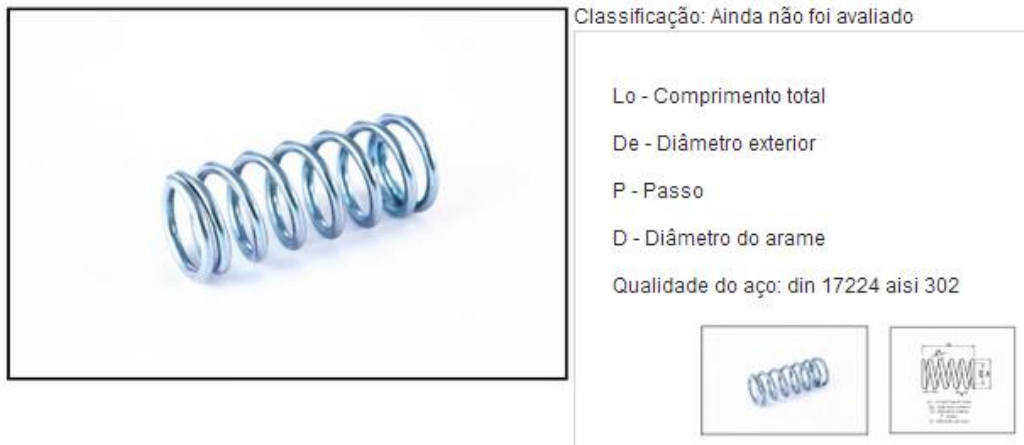 Classificação: Ainda não foi avaliado
Lo - Comprimento total
De - Diâmetro exterior
P - Passo
D - Diâmetro do arame
Qualidade do aço: din 17224 aisi 302